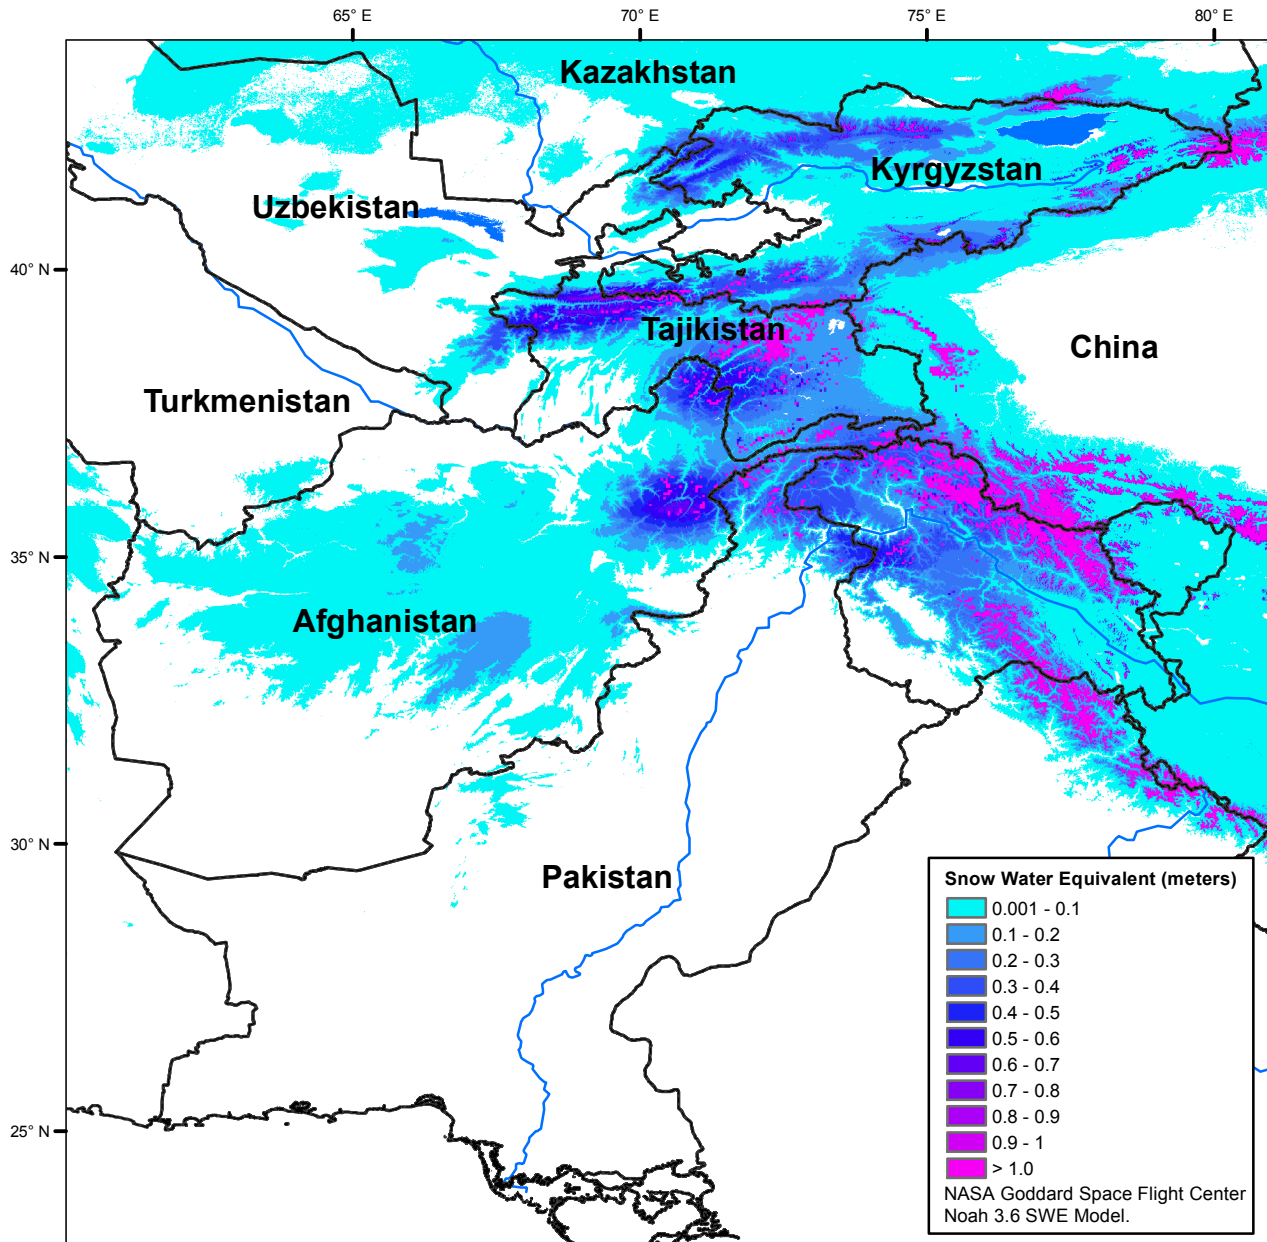 65° E
70° E
75° E
80° E
Kazakhstan
Kyrgyzstan
Uzbekistan
40° N
Tajikistan
China
Turkmenistan
35° N
Afghanistan
30° N
Pakistan
25° N
Snow Water Equivalent (meters)
0.001 - 0.1
0.1 - 0.2
0.2 - 0.3
0.3 - 0.4
0.4 - 0.5
0.5 - 0.6
0.6 - 0.7
0.7 - 0.8
0.8 - 0.9
0.9 - 1
> 1.0
NASA Goddard Space Flight Center
Noah 3.6 SWE Model.